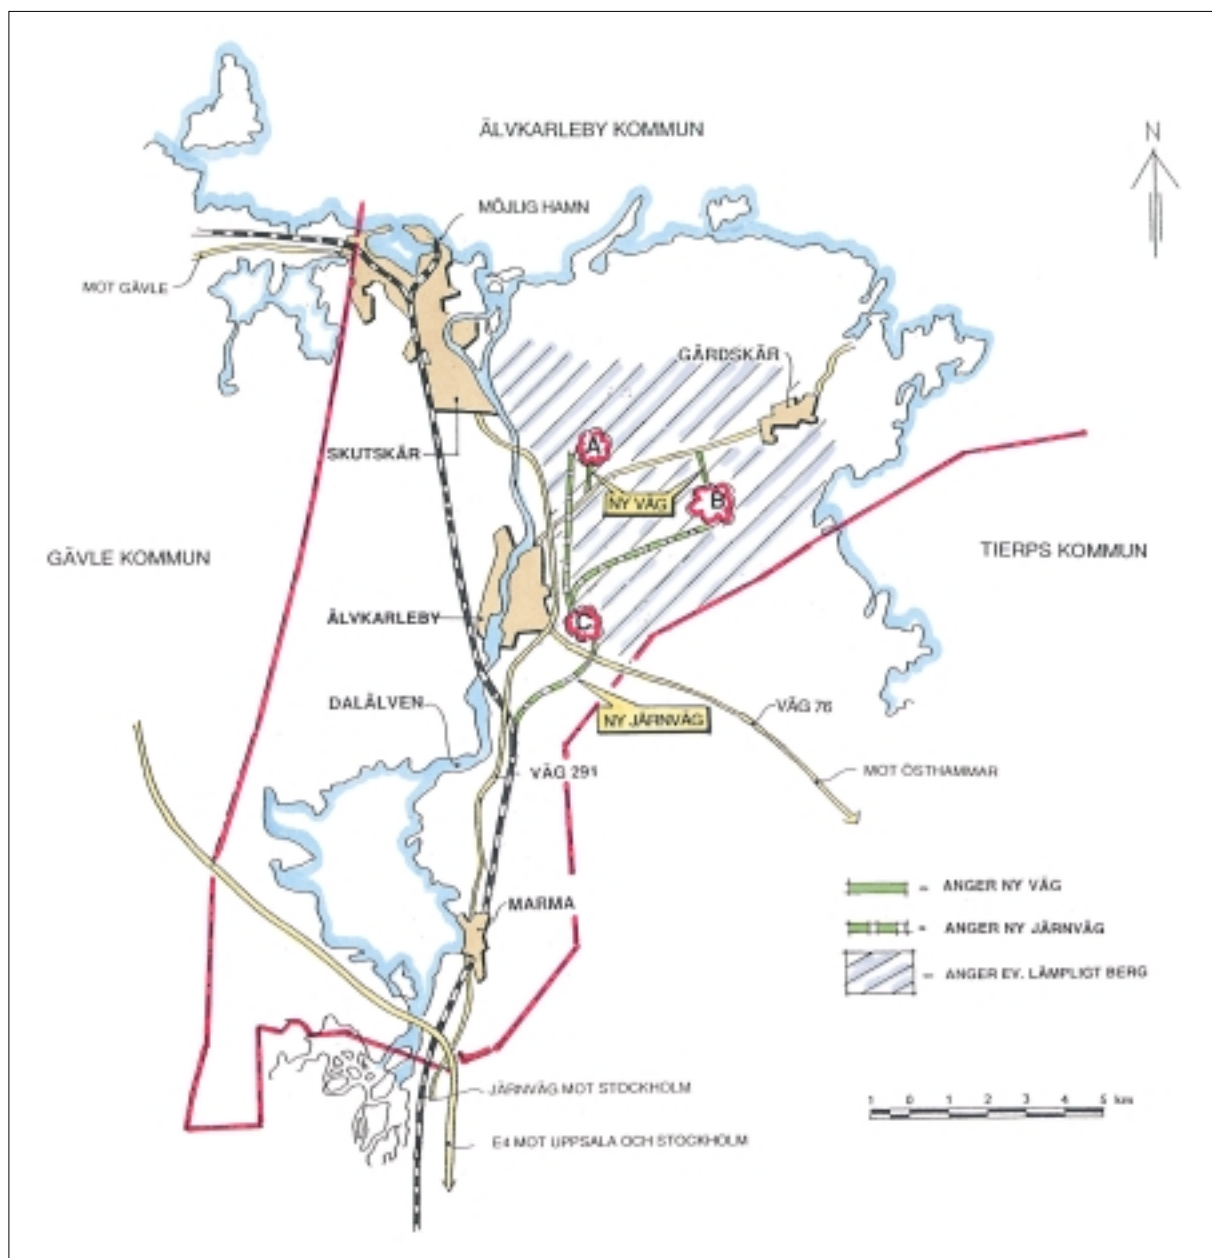 ÄLVKARLEBY KOMMUN
N
MÖJLIG HAMN
MOT GÄVLE
GÅRDSKÄR
SKUTSKÄR
A
NY VÄG
B
GÄVLE KOMMUN
TIERPS KOMMUN
ÄLVKARLEBY
C
DALÄLVEN
NY JÄRNVÄG
VÄG 76
VÄG 291
MOT ÖSTHAMMAR
MARMA
= ANGER NY VÄG
= ANGER NY JÄRNVÄG
= ANGER EV. LÄMPLIGT BERG
JÄRNVÄG MOT STOCKHOLM
1 0 1 2 3 4 5 km
E4 MOT UPPSALA OCH STOCKHOLM